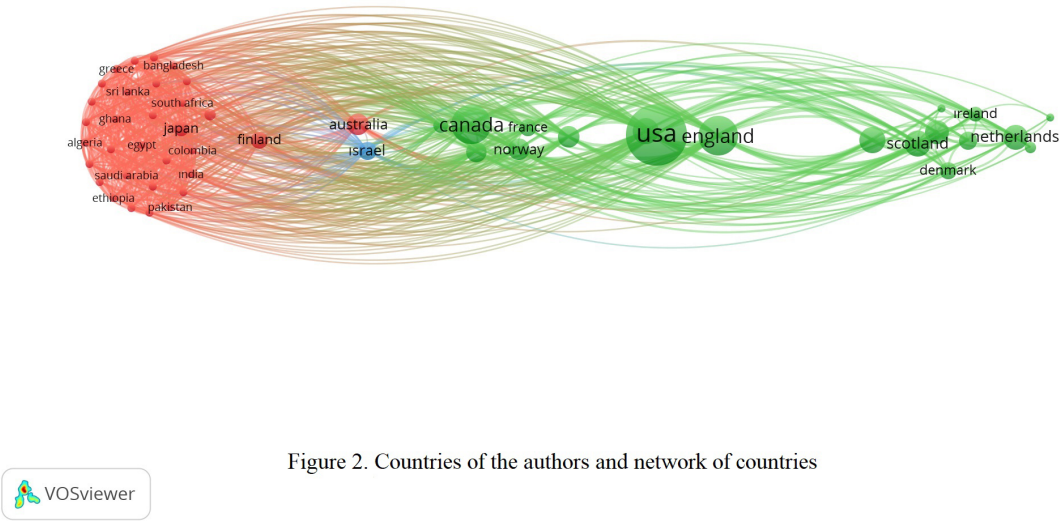 greece
bangladesh
sri lanka
south africa
ghana
japan
algeria
egypt
colombia
saudi arabia
india
ethiopia
pakistan
finland
australia
israel
canada
france
norway
usa
england
ireland
scotland
netherlands
denmark
Figure 2. Countries of the authors and network of countries
VOSviewer